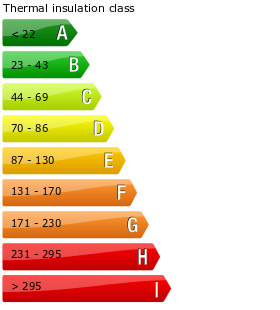 Thermal insulation class
< 22 A
23 - 43 B
44 - 69 C
70 - 86 D
87 - 130 E
131 - 170 F
171 - 230 G
231 - 295 H
> 295 I